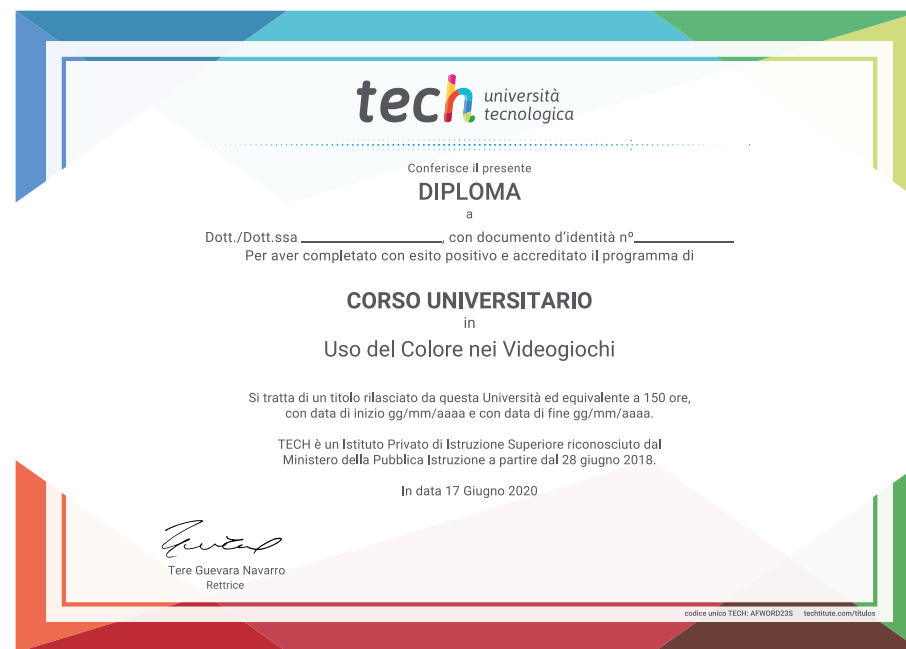 tech università
tecnologica
Conferisce il presente
DIPLOMA
a
Dott./Dott.ssa ____________________, con documento d'identità nº______________
Per aver completato con esito positivo e accreditato il programma di
CORSO UNIVERSITARIO
in
Uso del Colore nei Videogiochi
Si tratta di un titolo rilasciato da questa Università ed equivalente a 150 ore,
con data di inizio gg/mm/aaaa e con data di fine gg/mm/aaaa.
TECH è un Istituto Privato di Istruzione Superiore riconosciuto dal
Ministero della Pubblica Istruzione a partire dal 28 giugno 2018.
In data 17 Giugno 2020
Tere Guevara Navarro
Rettrice
codice unico TECH: AFWORD23S techtitute.com/titulos